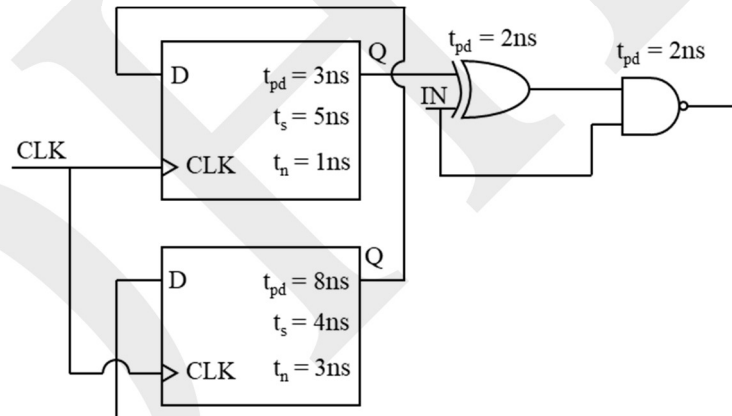 Q
t_pd = 2ns
t_pd = 2ns
D
t_pd = 3ns
IN
t_s = 5ns
CLK
CLK
t_n = 1ns
Q
D
t_pd = 8ns
t_s = 4ns
CLK
t_n = 3ns